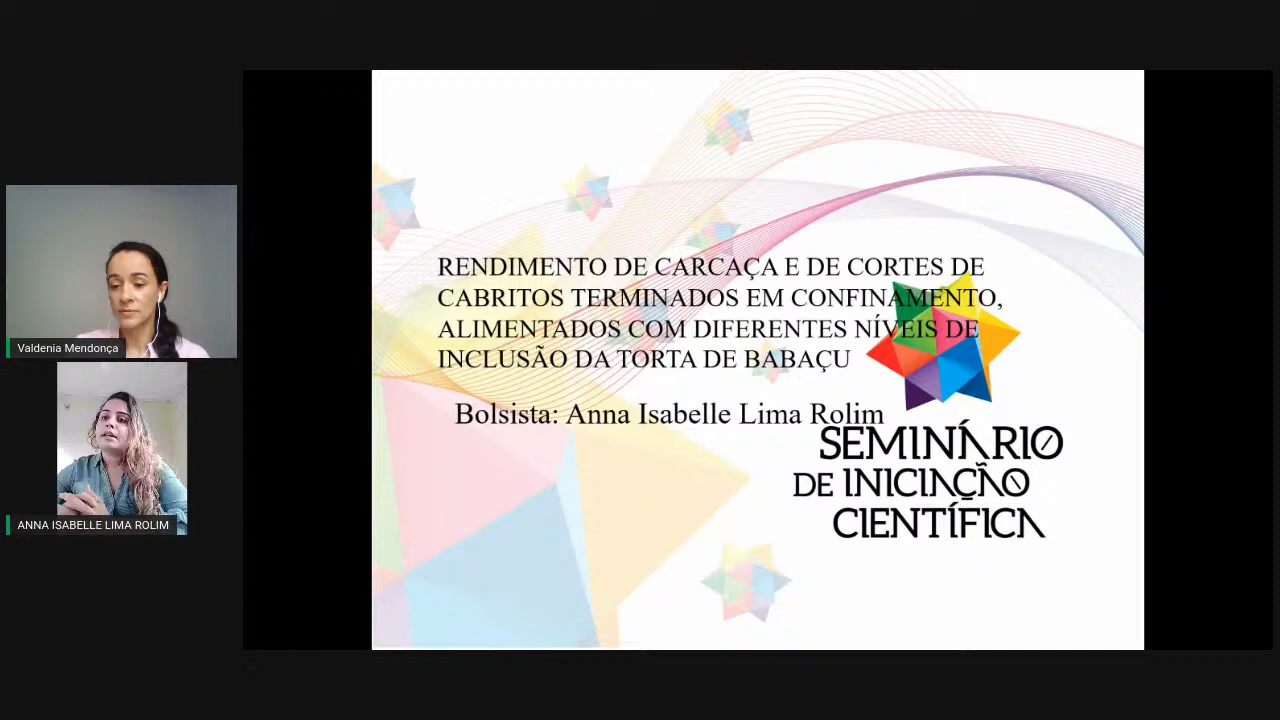 Valdenia Mendonça
ANNA ISABELLE LIMA ROLIM
RENDIMENTO DE CARCAÇA E DE CORTES DE
CABRITOS TERMINADOS EM CONFINAMENTO,
ALIMENTADOS COM DIFERENTES NÍVEIS DE
INCLUSÃO DA TORTA DE BABAÇU
Bolsista: Anna Isabelle Lima Rolim
SEMINÁRIO
DE INICIAÇÃO
CIENTÍFICA